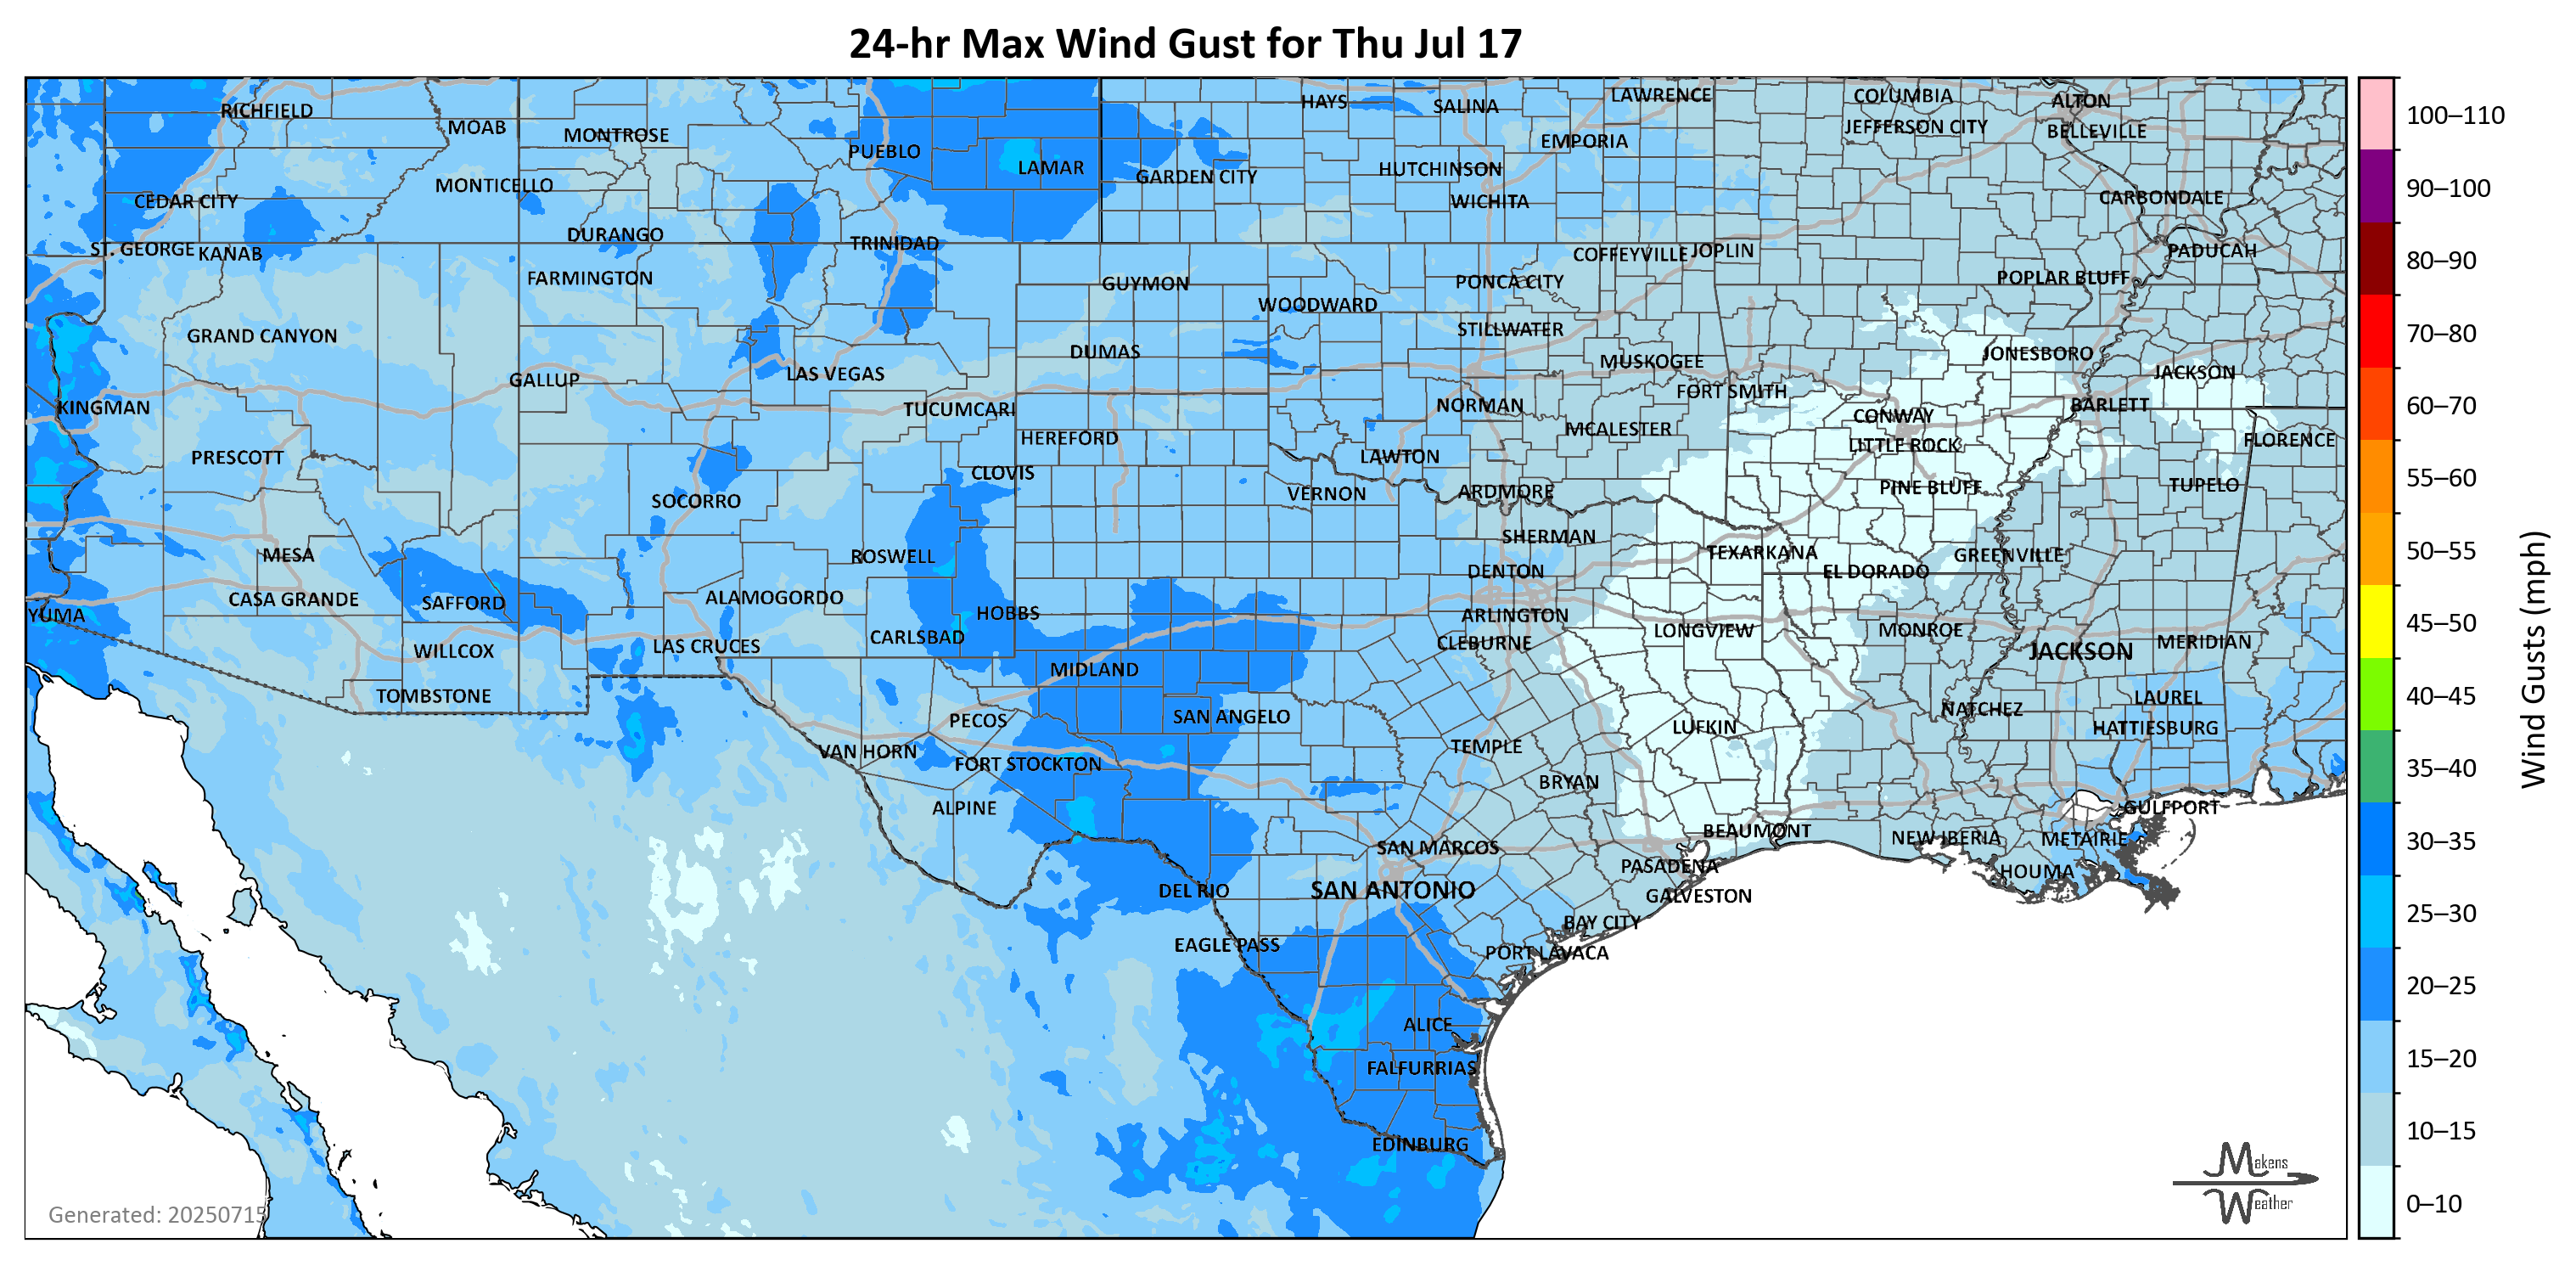 24-hr Max Wind Gust for Thu Jul 17
RICHFIELD
MOAB
MONTROSE
PUEBLO
LAMAR
HAYS
SALINA
LAWRENCE
COLUMBIA
ALTON
JEFFERSON CITY
BELLEVILLE
EMPORIA
HUTCHINSON
GARDEN CITY
MONTICELLO
CEDAR CITY
WICHITA
CARBONDALE
DURANGO
TRINIDAD
ST. GEORGE
KANAB
COFFEYVILLE
JOPLIN
PADUCAH
FARMINGTON
GUYMON
PONCA CITY
POPLAR BLUFF
WOODWARD
GRAND CANYON
STILLWATER
DUMAS
MUSKOGEE
JONESBORO
GALLUP
LAS VEGAS
FORT SMITH
JACKSON
KINGMAN
TUCUMCARI
NORMAN
CONWAY
BARLETT
HEREFORD
MCALESTER
LITTLE ROCK
FLORENCE
PRESCOTT
CLOVIS
LAWTON
SOCORRO
VERNON
ARDMORE
PINE BLUFF
TUPELO
MESA
ROSWELL
SHERMAN
TEXARKANA
GREENVILLE
DENTON
EL DORADO
CASA GRANDE
SAFFORD
ALAMOGORDO
YUMA
HOBBS
ARLINGTON
WILLCOX
LAS CRUCES
CARLSBAD
CLEBURNE
LONGVIEW
MONROE
JACKSON
MERIDIAN
MIDLAND
TOMBSTONE
PECOS
SAN ANGELO
NATCHEZ
LAUREL
LUFKIN
HATTIESBURG
VAN HORN
FORT STOCKTON
TEMPLE
BRYAN
ALPINE
GULFPORT
BEAUMONT
NEW IBERIA
METAIRIE
SAN MARCOS
PASADENA
HOUMA
DEL RIO
SAN ANTONIO
GALVESTON
BAY CITY
EAGLE PASS
PORT LAVACA
ALICE
FALFURRIAS
EDINBURG
Generated: 20250715
Makens
Weather
100–110
90–100
80–90
70–80
60–70
55–60
50–55
45–50
40–45
35–40
30–35
25–30
20–25
15–20
10–15
0–10
Wind Gusts (mph)